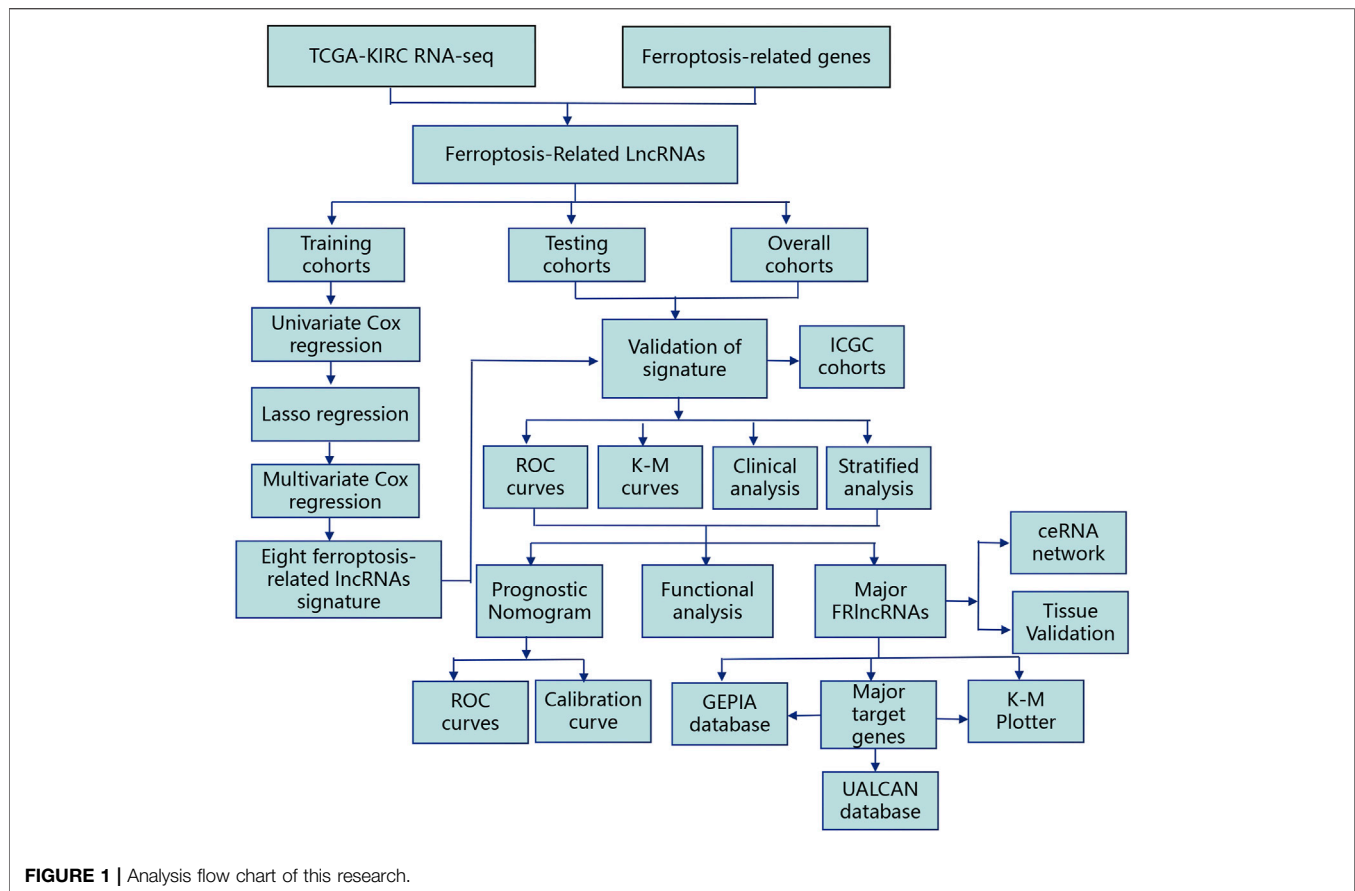 TCGA-KIRC RNA-seq
Ferroptosis-related genes
Ferroptosis-Related LncRNAs
Training
cohorts
Testing
cohorts
Overall
cohorts
Univariate Cox
regression
Validation of
signature
ICGC
cohorts
Lasso regression
Multivariate Cox
regression
ROC
curves
K-M
curves
Clinical
analysis
Stratified
analysis
Eight ferroptosis-
related lncRNAs
signature
Prognostic
Nomogram
Functional
analysis
Major
FRlncRNAs
ceRNA
network
Tissue
Validation
ROC
curves
Calibration
curve
GEPIA
database
Major
target
genes
K-M
Plotter
UALCAN
database
FIGURE 1 | Analysis flow chart of this research.